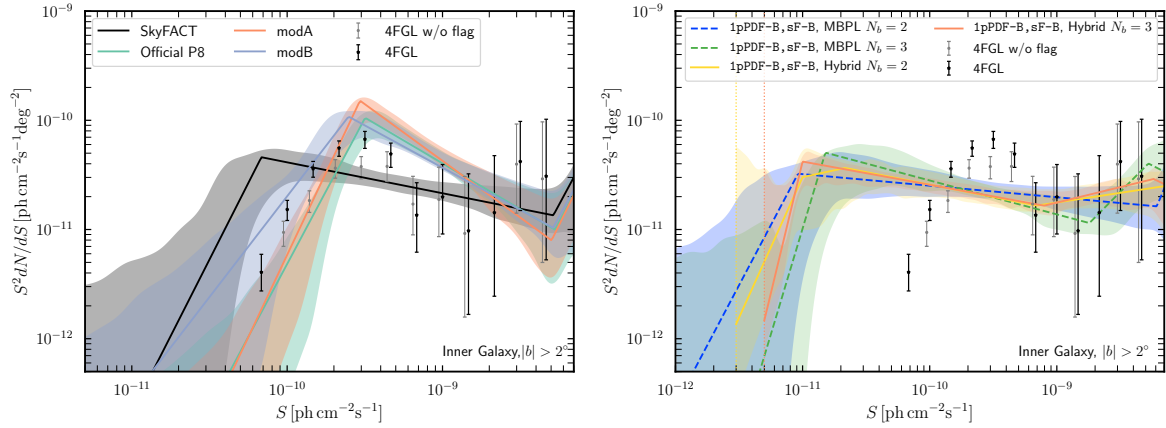 SkyFACT
Official P8
modA
modB
4FGL w/o flag
4FGL
10⁻¹⁰
10⁻¹¹
10⁻¹²
S² dN/dS [ph cm⁻² s⁻¹ deg⁻²]
10⁻¹¹
10⁻¹⁰
10⁻⁹
S [ph cm⁻² s⁻¹]
Inner Galaxy,|b| > 2°
1pPDF-B,sF-B, MBPL N_b = 2
1pPDF-B,sF-B, MBPL N_b = 3
1pPDF-B,sF-B, Hybrid N_b = 2
1pPDF-B,sF-B, Hybrid N_b = 3
4FGL w/o flag
4FGL
10⁻⁹
10⁻¹⁰
10⁻¹¹
10⁻¹²
S² dN/dS [ph cm⁻² s⁻¹ deg⁻²]
10⁻¹²
10⁻¹¹
10⁻¹⁰
10⁻⁹
S [ph cm⁻² s⁻¹]
Inner Galaxy, |b| > 2°